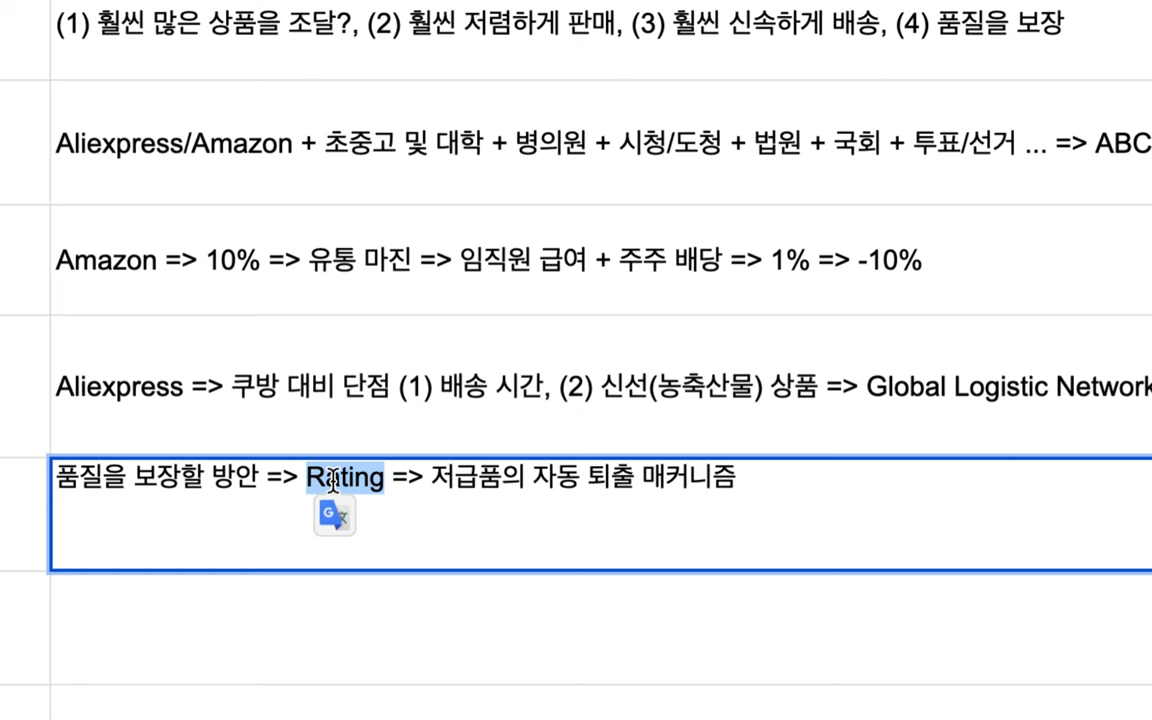 (1) 훨씬 많은 상품을 조달?, (2) 훨씬 저렴하게 판매, (3) 훨씬 신속하게 배송, (4) 품질을 보장
Aliexpress/Amazon + 초중고 및 대학 + 병의원 + 시청/도청 + 법원 + 국회 + 투표/선거 ... => ABC
Amazon => 10% => 유통 마진 => 임직원 급여 + 주주 배당 => 1% => -10%
Aliexpress => 쿠방 대비 단점 (1) 배송 시간, (2) 신선(농축산물) 상품 => Global Logistic Network
품질을 보장할 방안 => Rating => 저급품의 자동 퇴출 매커니즘